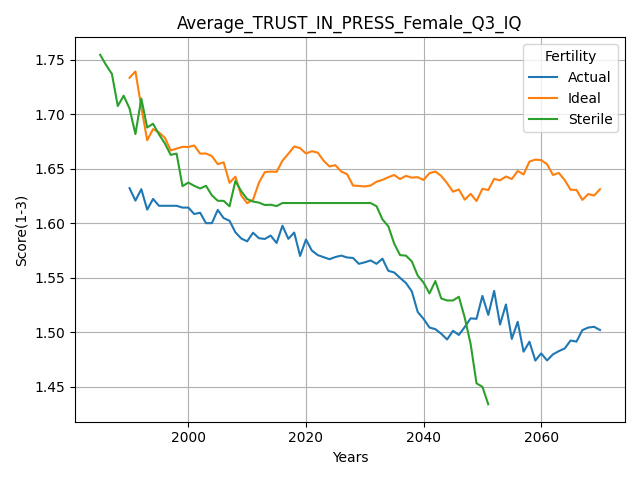 Average_TRUST_IN_PRESS_Female_Q3_IQ
Fertility
Actual
Ideal
Sterile
Score(1-3)
1.75
1.70
1.65
1.60
1.55
1.50
1.45
2000
2020
2040
2060
Years